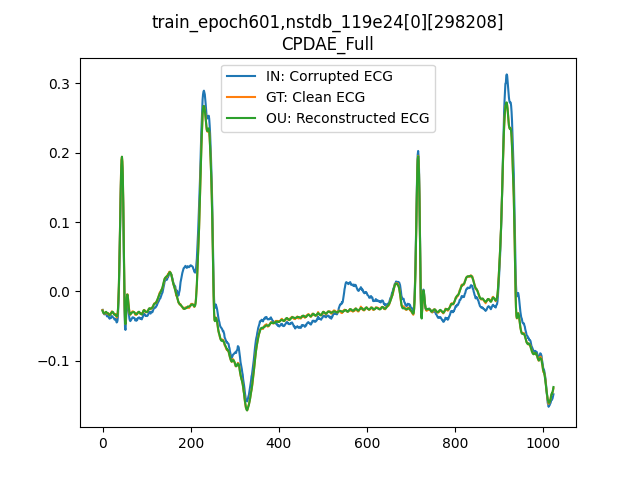 train_epoch601,nstdb_119e24[0][298208]
CPDAE_Full
IN: Corrupted ECG
GT: Clean ECG
OU: Reconstructed ECG
0.3
0.2
0.1
0.0
−0.1
0
200
400
600
800
1000